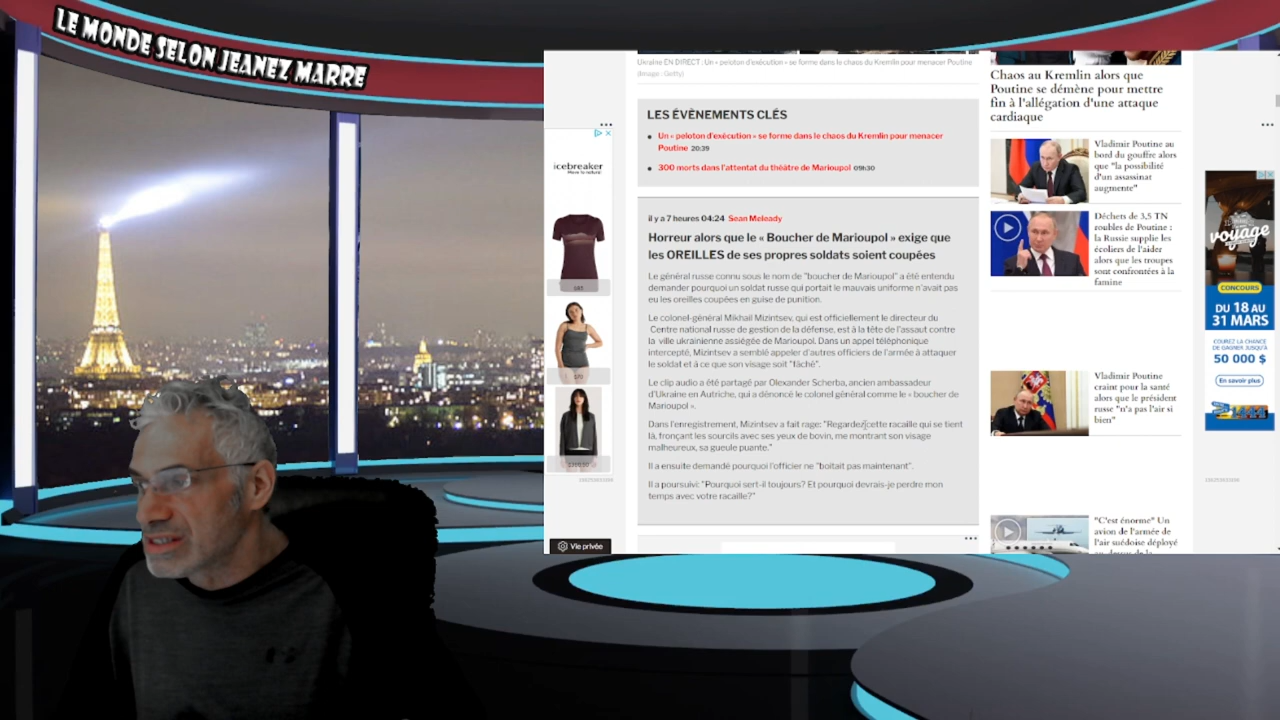 LE MONDE SELON JEANEZ MARRE
Ukraine EN DIRECT : Un « peloton d'exécution » se forme dans le chaos du Kremlin pour menacer Poutine
(Image : Getty)
LES ÉVÈNEMENTS CLÉS
Un « peloton d'exécution » se forme dans le chaos du Kremlin pour menacer
Poutine 20:39
300 morts dans l'attentat du théâtre de Marioupol 09h30
il y a 7 heures 04:24 Sean Meleady
Horreur alors que le « Boucher de Marioupol » exige que
les OREILLES de ses propres soldats soient coupées
Le général russe connu sous le nom de "boucher de Marioupol" a été entendu
demander pourquoi un soldat russe qui portait le mauvais uniforme n'avait pas
eu les oreilles coupées en guise de punition.
Le colonel-général Mikhail Mizintsev, qui est officiellement le directeur du
Centre national russe de gestion de la défense, est à la tête de l'assaut contre
la ville ukrainienne assiégée de Marioupol. Dans un appel téléphonique
intercepté, Mizintsev a semblé appeler d'autres officiers de l'armée à attaquer
le soldat et à ce que son visage soit "fâché".
Le clip audio a été partagé par Olexander Scherba, ancien ambassadeur
d'Ukraine en Autriche, qui a dénoncé le colonel général comme le « boucher de
Marioupol ».
Dans l'enregistrement, Mizintsev a fait rage: "Regardez cette racaille qui se tient
là, fronçant les sourcils avec ses yeux de bovin, me montrant son visage
malheureux, sa gueule puante."
Il a ensuite demandé pourquoi l'officier ne "boitait pas maintenant".
Il a poursuivi: "Pourquoi sert-il toujours? Et pourquoi devrais-je perdre mon
temps avec votre racaille?"
Chaos au Kremlin alors que
Poutine se démène pour mettre
fin à l'allégation d'une attaque
cardiaque
Vladimir Poutine au
bord du gouffre alors
que "la possibilité
d'un assassinat
augmente"
Déchets de 3,5 TN
roubles de Poutine :
la Russie supplie les
écoliers de l'aider
alors que les troupes
sont confrontées à la
famine
Vladimir Poutine
craint pour la santé
alors que le président
russe "n'a pas l'air si
bien"
"C'est énorme" Un
avion de l'armée de
l'air suédoise déployé
icebreaker
Move to natural
Vie privée
voyage
CONCOURS
DU 18 AU
31 MARS
COUREZ LA CHANCE
DE GAGNER JUSQU'À
50 000 $
En savoir plus